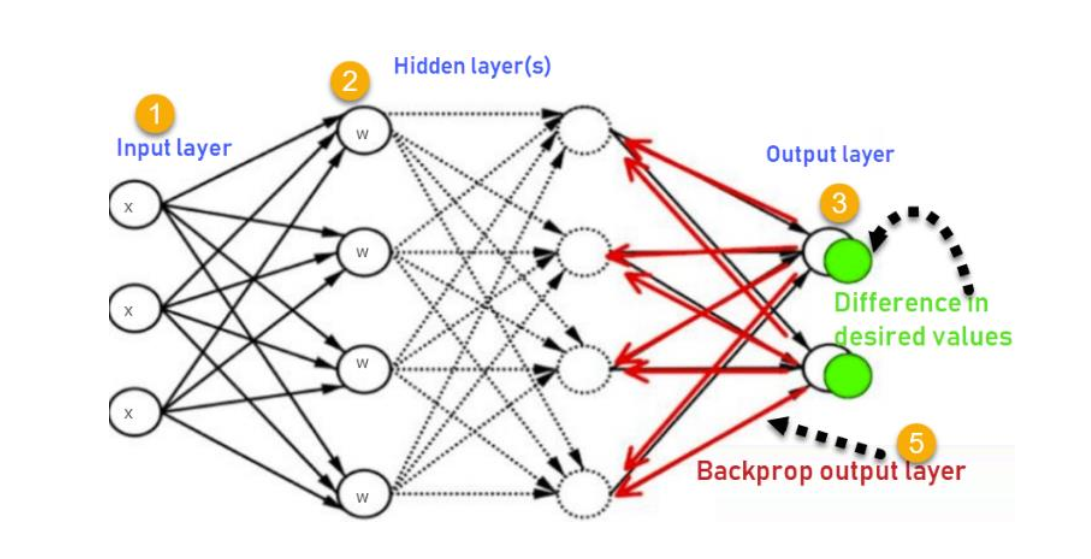 2
Hidden layer(s)
1
Input layer
w
Output layer
3
x
w
x
Difference in
desired values
w
x
5
Backprop output layer
w